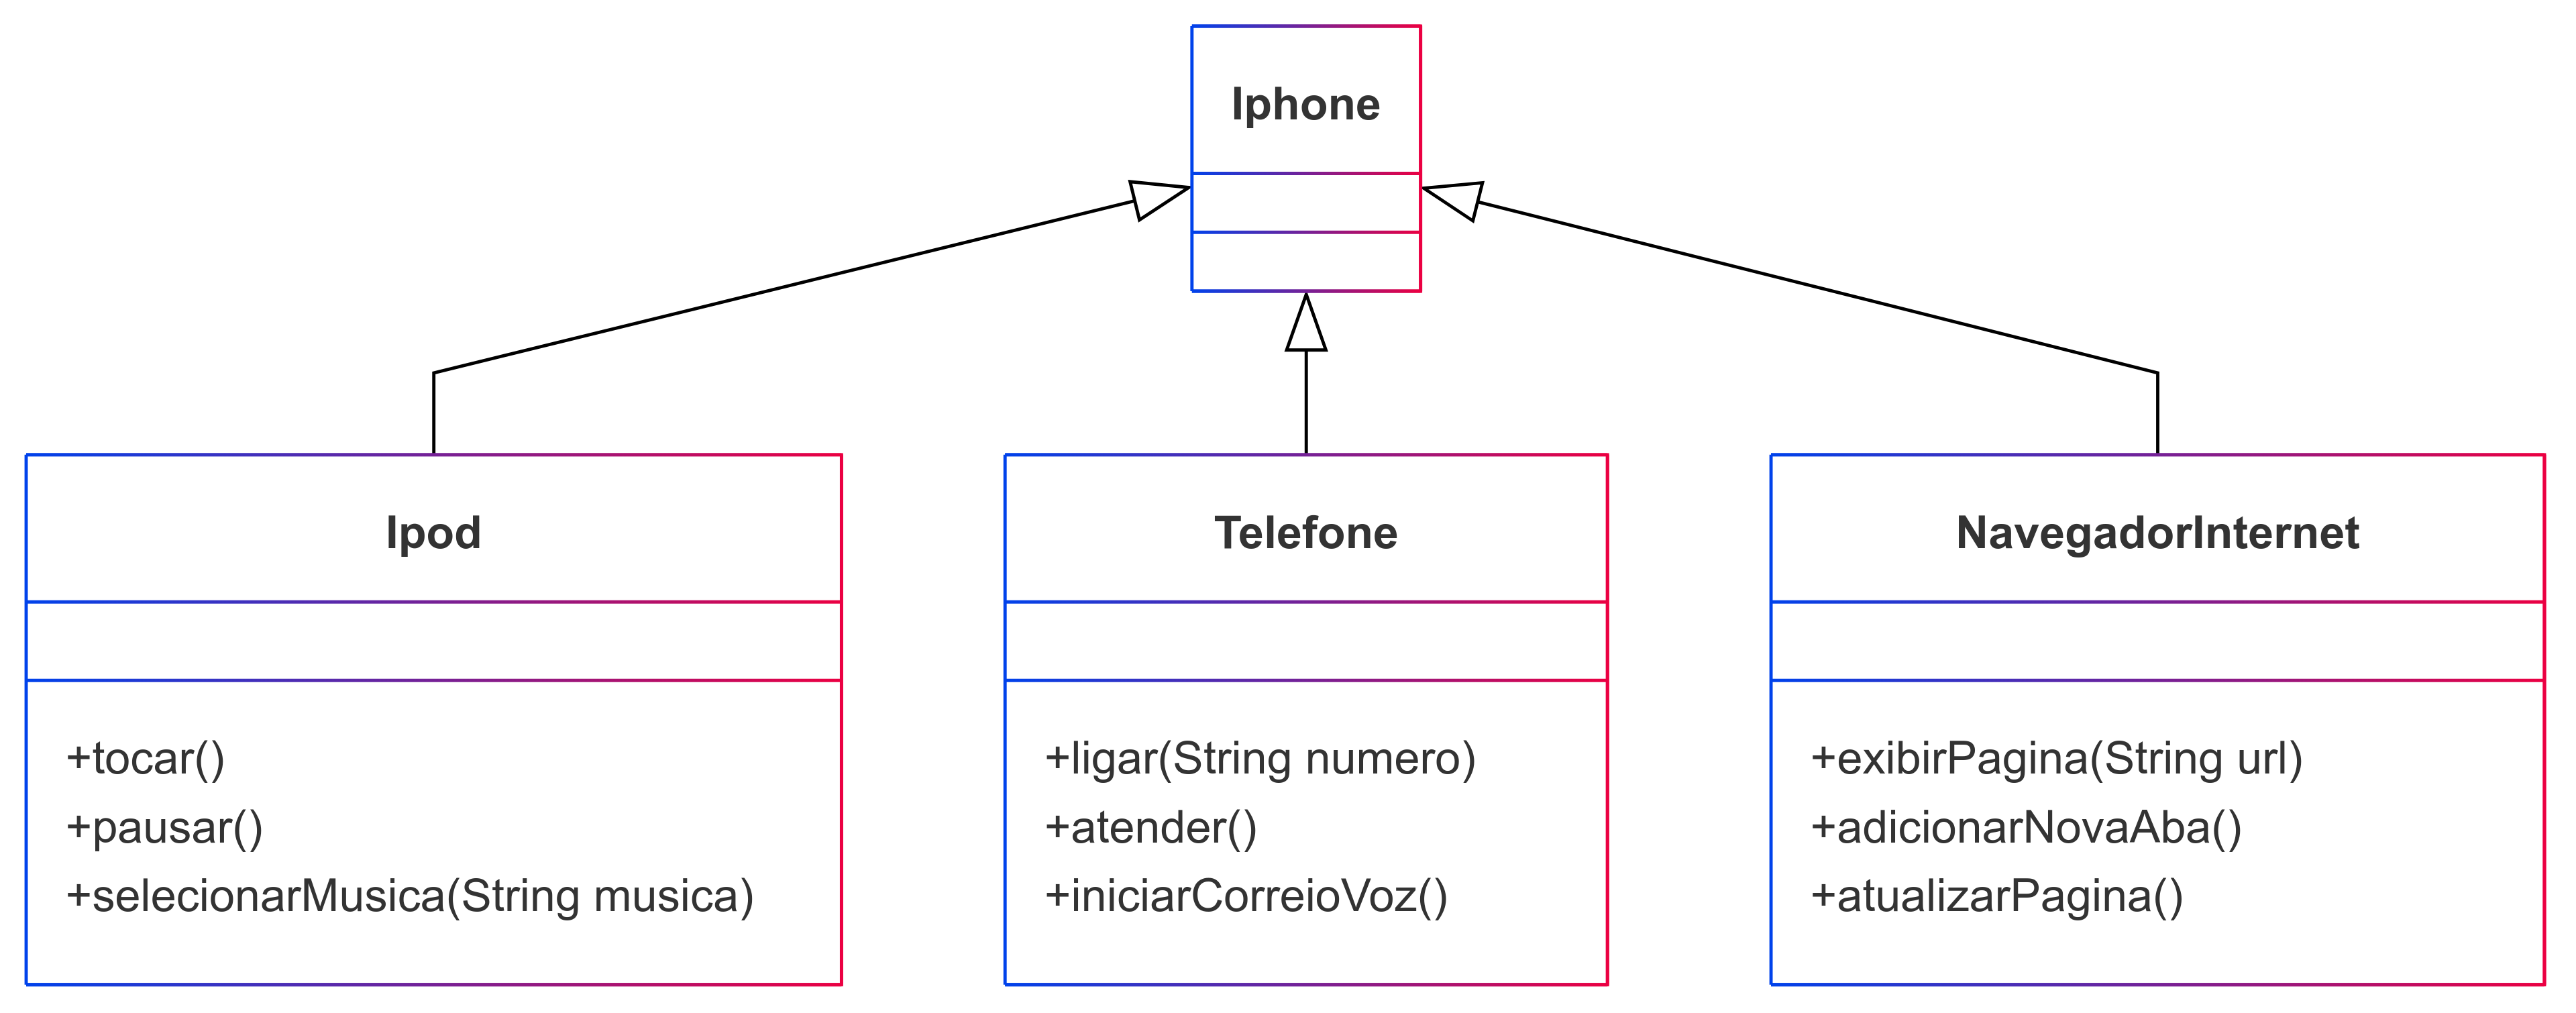 Iphone
Ipod
+tocar()
+pausar()
+selecionarMusica(String musica)
Telefone
+ligar(String numero)
+atender()
+iniciarCorreioVoz()
NavegadorInternet
+exibirPagina(String url)
+adicionarNovaAba()
+atualizarPagina()